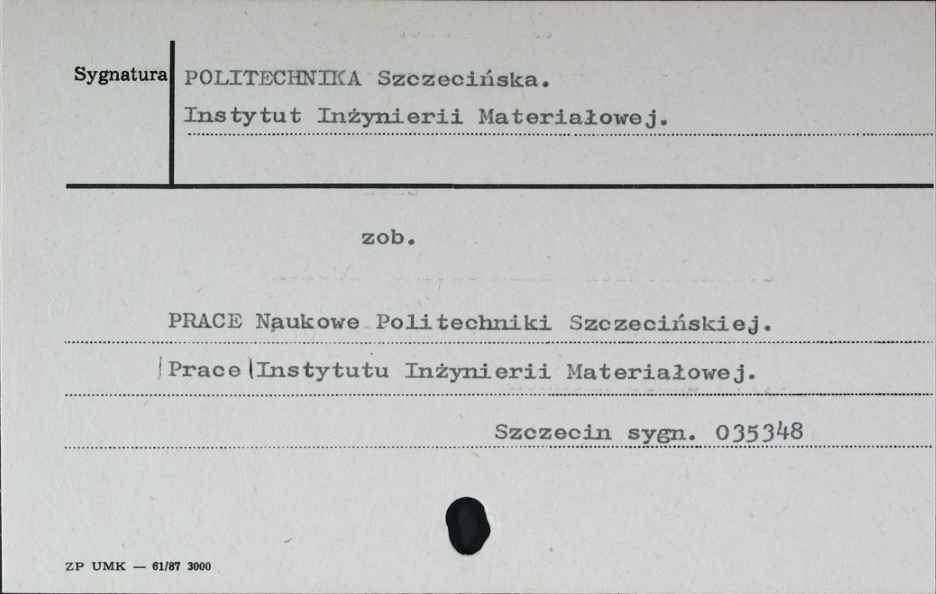 Sygnatura
POLITECHNIKA Szczecińska.
Instytut Inżynierii Materiałowej.
zob.
PRACE Naukowe Politechniki Szczecińskiej.
|Prace|Instytutu Inżynierii Materiałowej.
Szczecin sygn. 035348
ZP UMK — 61/87 3000